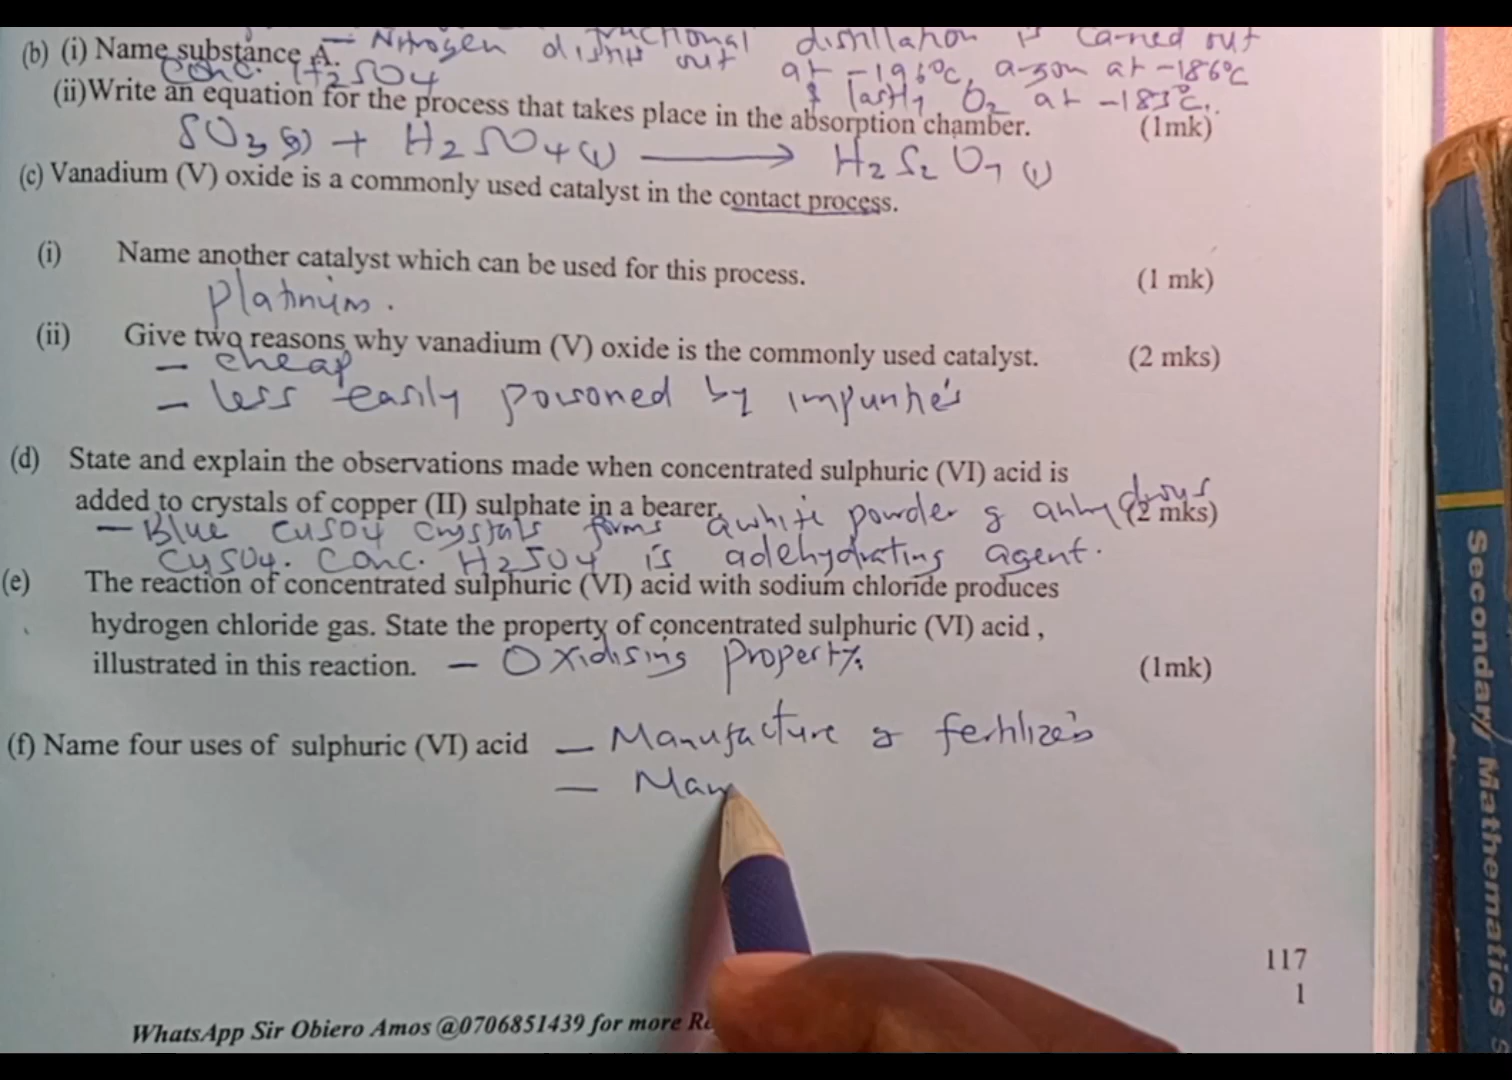 fractional distillation is carried out
(b) (i) Name substance A. – Nitrogen distils out at -196°C, argon at -186°C
Conc. H2SO4 & lastly O2 at -183°C.
(ii)Write an equation for the process that takes place in the absorption chamber. (1mk)
SO3(g) + H2SO4(l) ⟶ H2S2O7(l)
(c) Vanadium (V) oxide is a commonly used catalyst in the contact process.
(i) Name another catalyst which can be used for this process. (1 mk)
Platinum.
(ii) Give two reasons why vanadium (V) oxide is the commonly used catalyst. (2 mks)
– cheap
– less easily poisoned by impurities
(d) State and explain the observations made when concentrated sulphuric (VI) acid is
added to crystals of copper (II) sulphate in a bearer. (2 mks)
– Blue CuSO4 crystals forms a white powder of anhydrous
CuSO4. Conc. H2SO4 is a dehydrating agent.
(e) The reaction of concentrated sulphuric (VI) acid with sodium chloride produces
hydrogen chloride gas. State the property of concentrated sulphuric (VI) acid ,
illustrated in this reaction. – Oxidising property. (1mk)
(f) Name four uses of sulphuric (VI) acid – Manufacture of fertilizers
– Man
117
1
WhatsApp Sir Obiero Amos @0706851439 for more
Secondary Mathematics